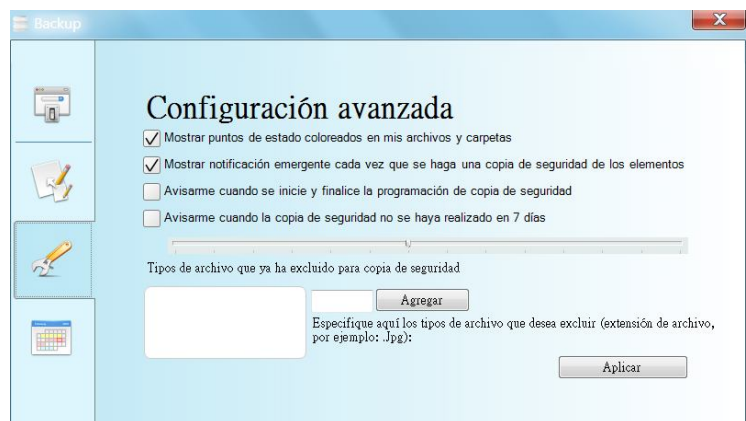 Backup
Configuración avanzada
Mostrar puntos de estado coloreados en mis archivos y carpetas
Mostrar notificación emergente cada vez que se haga una copia de seguridad de los elementos
Avisarme cuando se inicie y finalice la programación de copia de seguridad
Avisarme cuando la copia de seguridad no se haya realizado en 7 días
Tipos de archivo que ya ha excluido para copia de seguridad
Agregar
Especifique aquí los tipos de archivo que desea excluir (extensión de archivo,
por ejemplo: .Jpg):
Aplicar